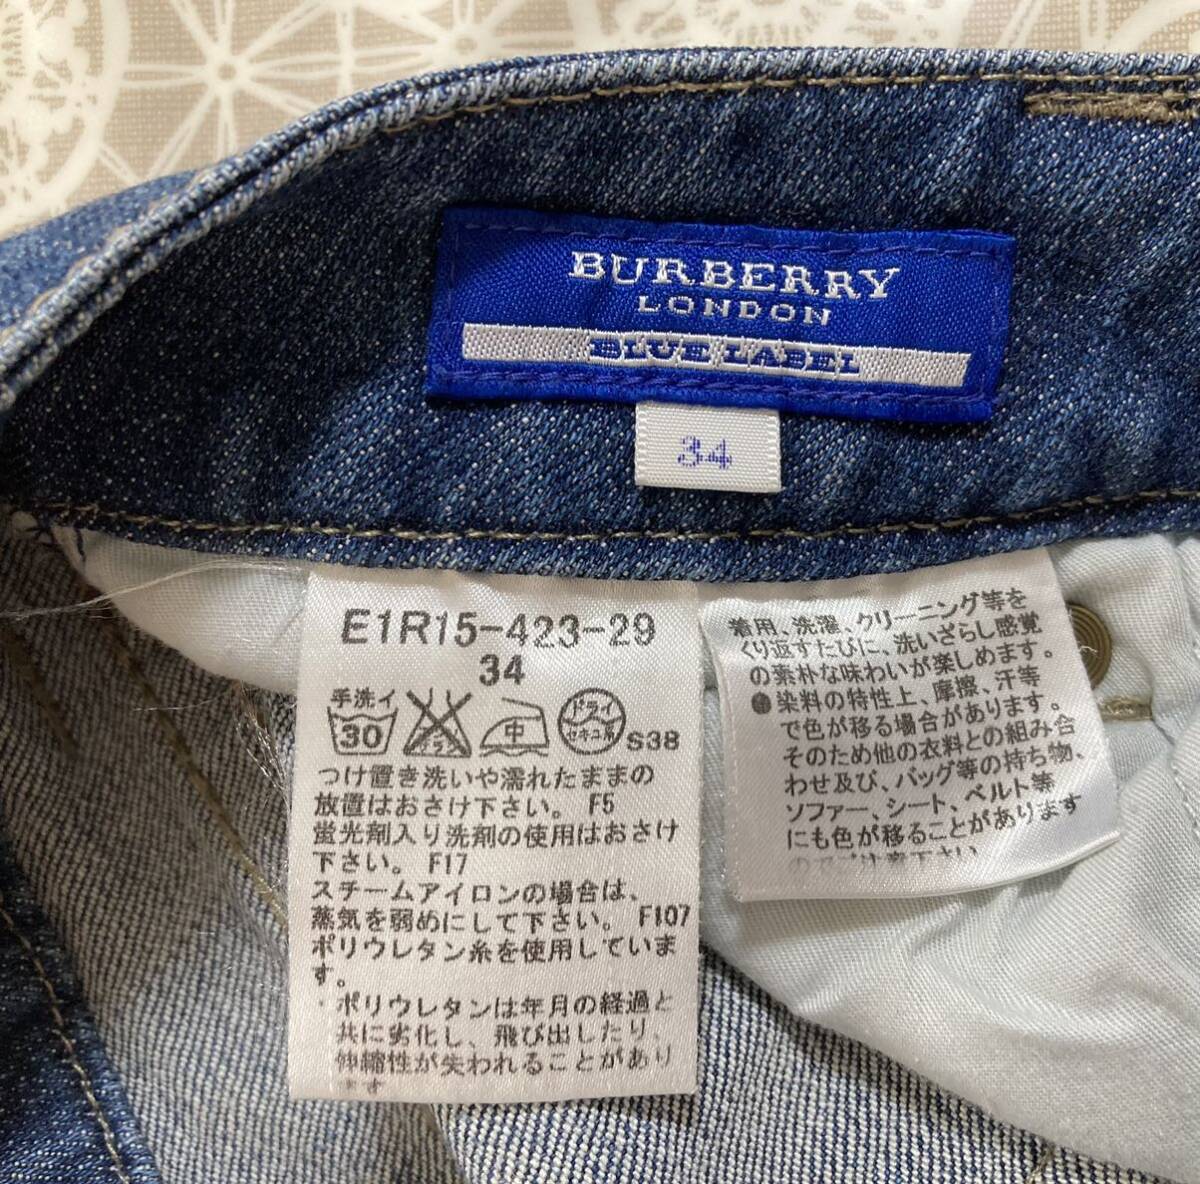 BURBERRY
LONDON
BLUE LABEL
34
E1R15-423-29
34
手洗イ
30
中
ドライ
セキユ系
S38
つけ置き洗いや濡れたままの
放置はおさけ下さい。 F5
蛍光剤入り洗剤の使用はおさけ
下さい。 F17
スチームアイロンの場合は、
蒸気を弱めにして下さい。 F107
ポリウレタン糸を使用していま
す。
・ポリウレタンは年月の経過と
共に劣化し、飛び出したり、
伸縮性が失われることがあり
ます
着用、洗濯、クリーニング等を
くり返すたびに、洗いざらし感覚
の素朴な味わいが楽しめます。
●染料の特性上、摩擦、汗等
で色が移る場合があります。
そのため他の衣料との組み合
わせ及び、バッグ等の持ち物、
ソファー、シート、ベルト等
にも色が移ることがあります
のでご注意下さい